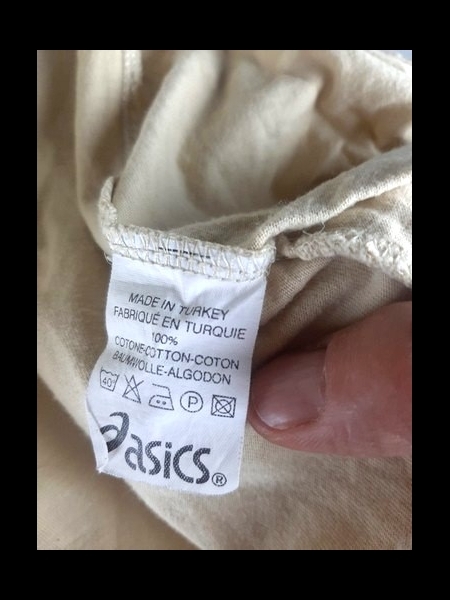 MADE IN TURKEY
FABRIQUÉ EN TURQUIE
100%
COTONE-COTTON-COTON
BAUMWOLLE-ALGODON
40 P
asics®